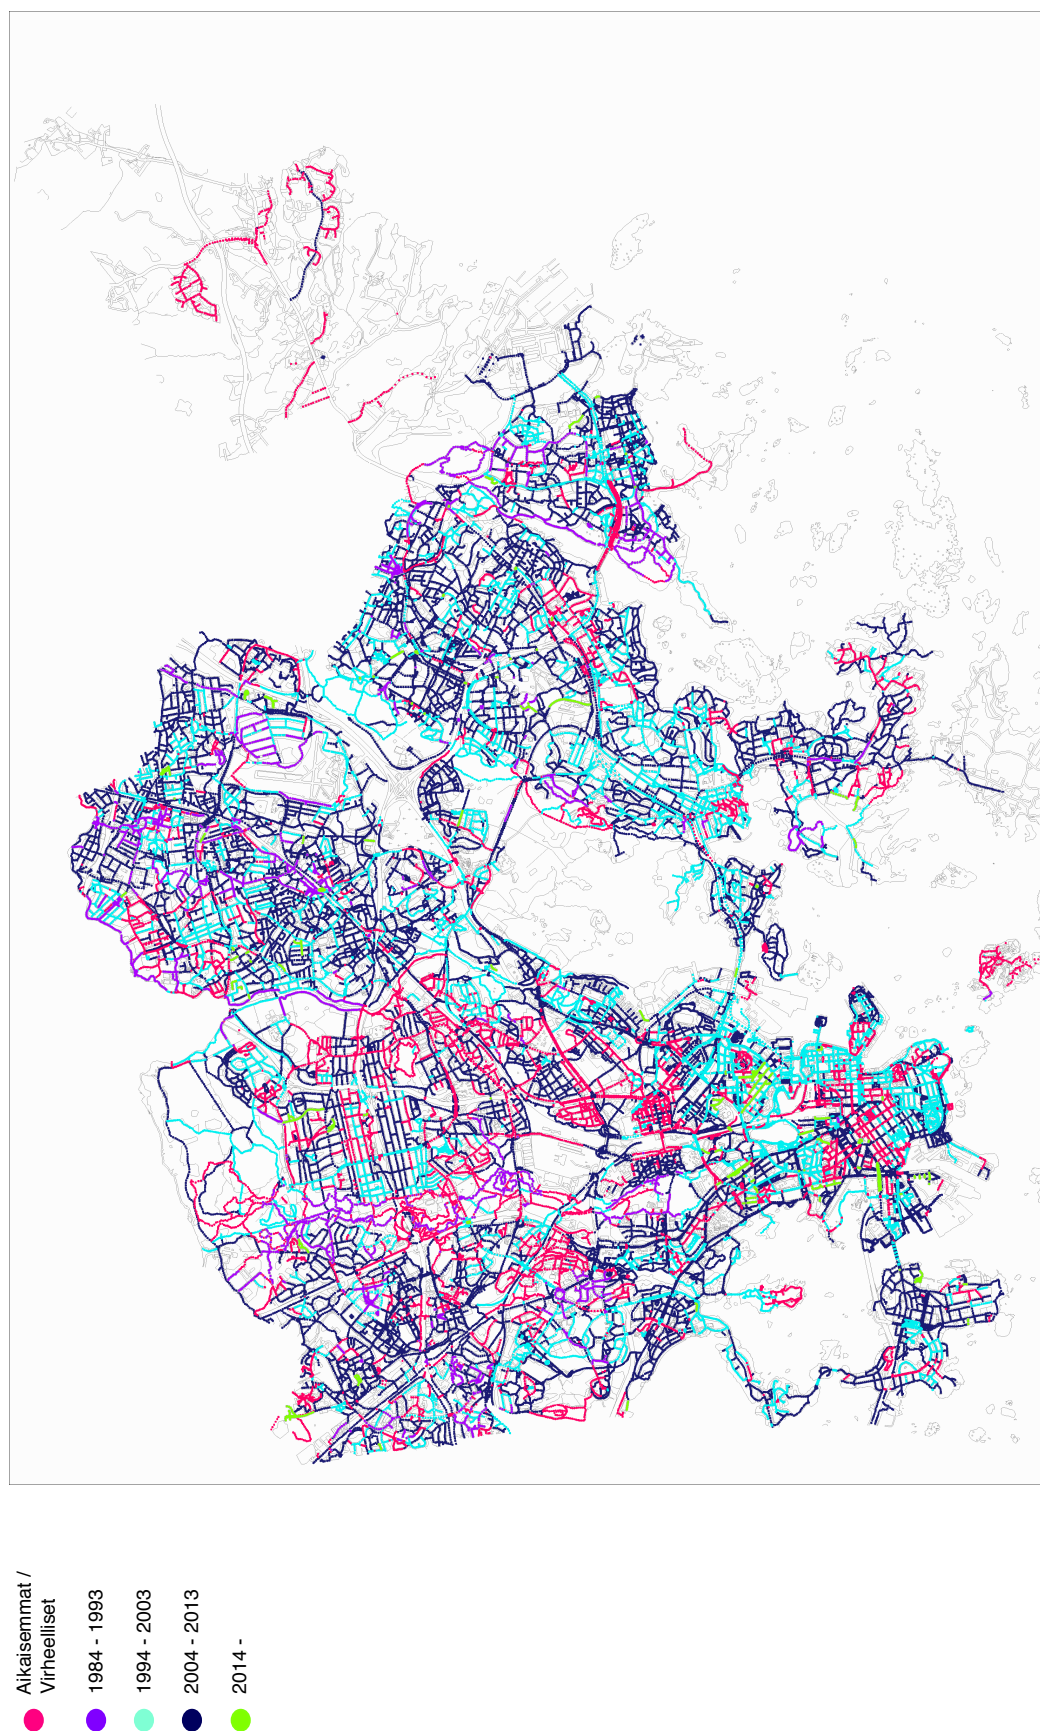 Aikaisemmat /
Virheelliset
1984 - 1993
1994 - 2003
2004 - 2013
2014 -